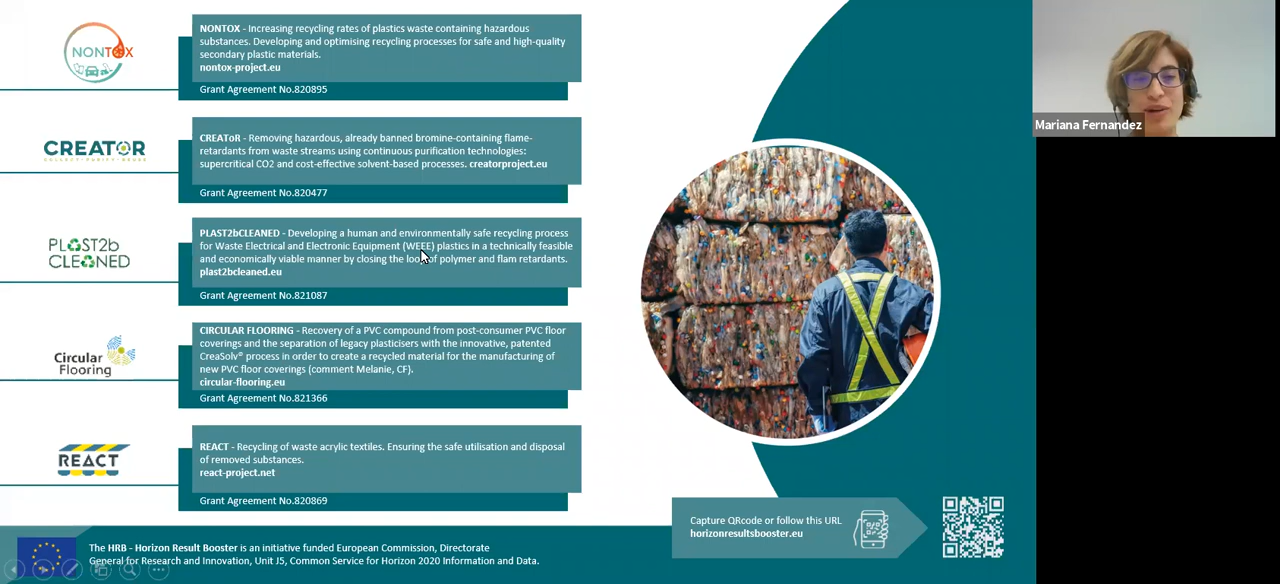 NONTOX
NONTOX - Increasing recycling rates of plastics waste containing hazardous
substances. Developing and optimising recycling processes for safe and high-quality
secondary plastic materials.
nontox-project.eu
Grant Agreement No.820895
CREATOR
COLLECT·PURIFY·REUSE
CREAToR - Removing hazardous, already banned bromine-containing flame-
retardants from waste streams using continuous purification technologies:
supercritical CO2 and cost-effective solvent-based processes. creatorproject.eu
Grant Agreement No.820477
PLAST2b
CLEANED
PLAST2bCLEANED - Developing a human and environmentally safe recycling process
for Waste Electrical and Electronic Equipment (WEEE) plastics in a technically feasible
and economically viable manner by closing the loop of polymer and flam retardants.
plast2bcleaned.eu
Grant Agreement No.821087
Circular
Flooring
CIRCULAR FLOORING - Recovery of a PVC compound from post-consumer PVC floor
coverings and the separation of legacy plasticisers with the innovative, patented
CreaSolv® process in order to create a recycled material for the manufacturing of
new PVC floor coverings (comment Melanie, CF).
circular-flooring.eu
Grant Agreement No.821366
REACT
REACT - Recycling of waste acrylic textiles. Ensuring the safe utilisation and disposal
of removed substances.
react-project.net
Grant Agreement No.820869
Mariana Fernandez
Capture QRcode or follow this URL
horizonresultsbooster.eu
The HRB - Horizon Result Booster is an initiative funded European Commission, Directorate
General for Research and Innovation, Unit J5, Common Service for Horizon 2020 Information and Data.